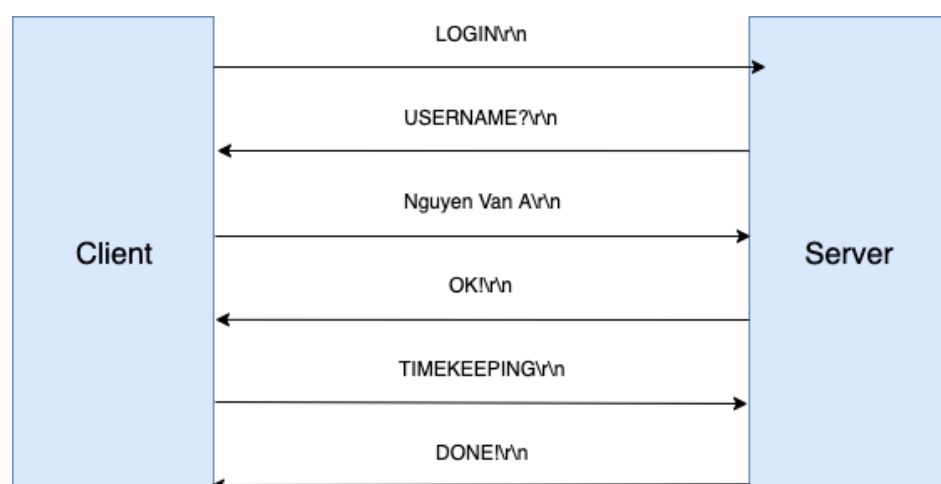 LOGIN\r\n
USERNAME?\r\n
Nguyen Van A\r\n
Client
Server
OK!\r\n
TIMEKEEPING\r\n
DONE!\r\n